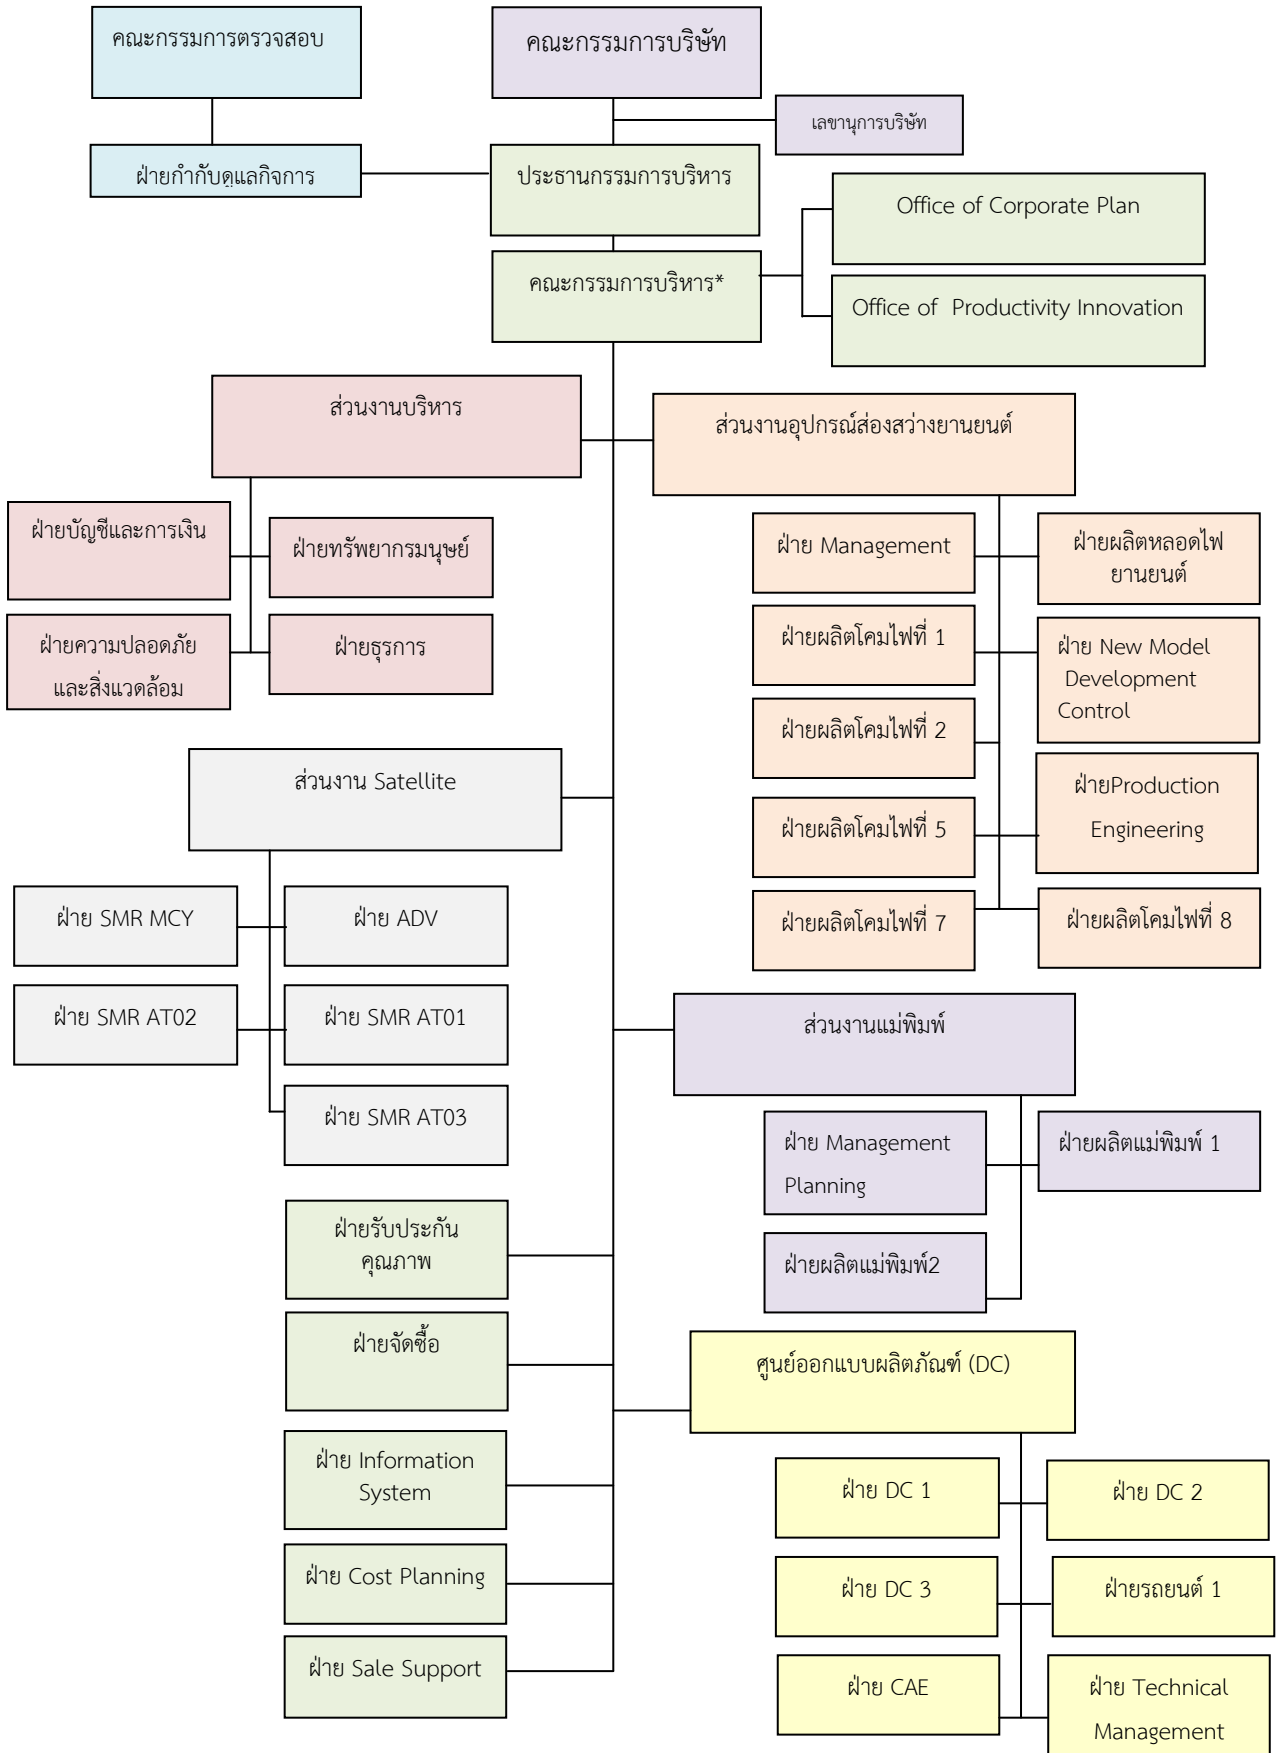 คณะกรรมการตรวจสอบ
คณะกรรมการบริษัท
เลขานุการบริษัท
ฝ่ายกำกับดูแลกิจการ
ประธานกรรมการบริหาร
Office of Corporate Plan
คณะกรรมการบริหาร*
Office of  Productivity Innovation
ส่วนงานบริหาร
ส่วนงานอุปกรณ์ส่องสว่างยานยนต์
ฝ่ายบัญชีและการเงิน
ฝ่ายทรัพยากรมนุษย์
ฝ่ายความปลอดภัย
และสิ่งแวดล้อม
ฝ่ายธุรการ
ฝ่าย Management
ฝ่ายผลิตหลอดไฟ
ยานยนต์
ฝ่ายผลิตโคมไฟที่ 1
ฝ่าย New Model
Development
Control
ฝ่ายผลิตโคมไฟที่ 2
ฝ่ายผลิตโคมไฟที่ 5
ฝ่ายProduction
Engineering
ฝ่ายผลิตโคมไฟที่ 7
ฝ่ายผลิตโคมไฟที่ 8
ส่วนงาน Satellite
ฝ่าย SMR MCY
ฝ่าย ADV
ฝ่าย SMR AT02
ฝ่าย SMR AT01
ฝ่าย SMR AT03
ส่วนงานแม่พิมพ์
ฝ่าย Management
Planning
ฝ่ายผลิตแม่พิมพ์ 1
ฝ่ายผลิตแม่พิมพ์2
ฝ่ายรับประกัน
คุณภาพ
ฝ่ายจัดซื้อ
ฝ่าย Information
System
ฝ่าย Cost Planning
ฝ่าย Sale Support
ศูนย์ออกแบบผลิตภัณฑ์ (DC)
ฝ่าย DC 1
ฝ่าย DC 2
ฝ่าย DC 3
ฝ่ายรถยนต์ 1
ฝ่าย CAE
ฝ่าย Technical
Management